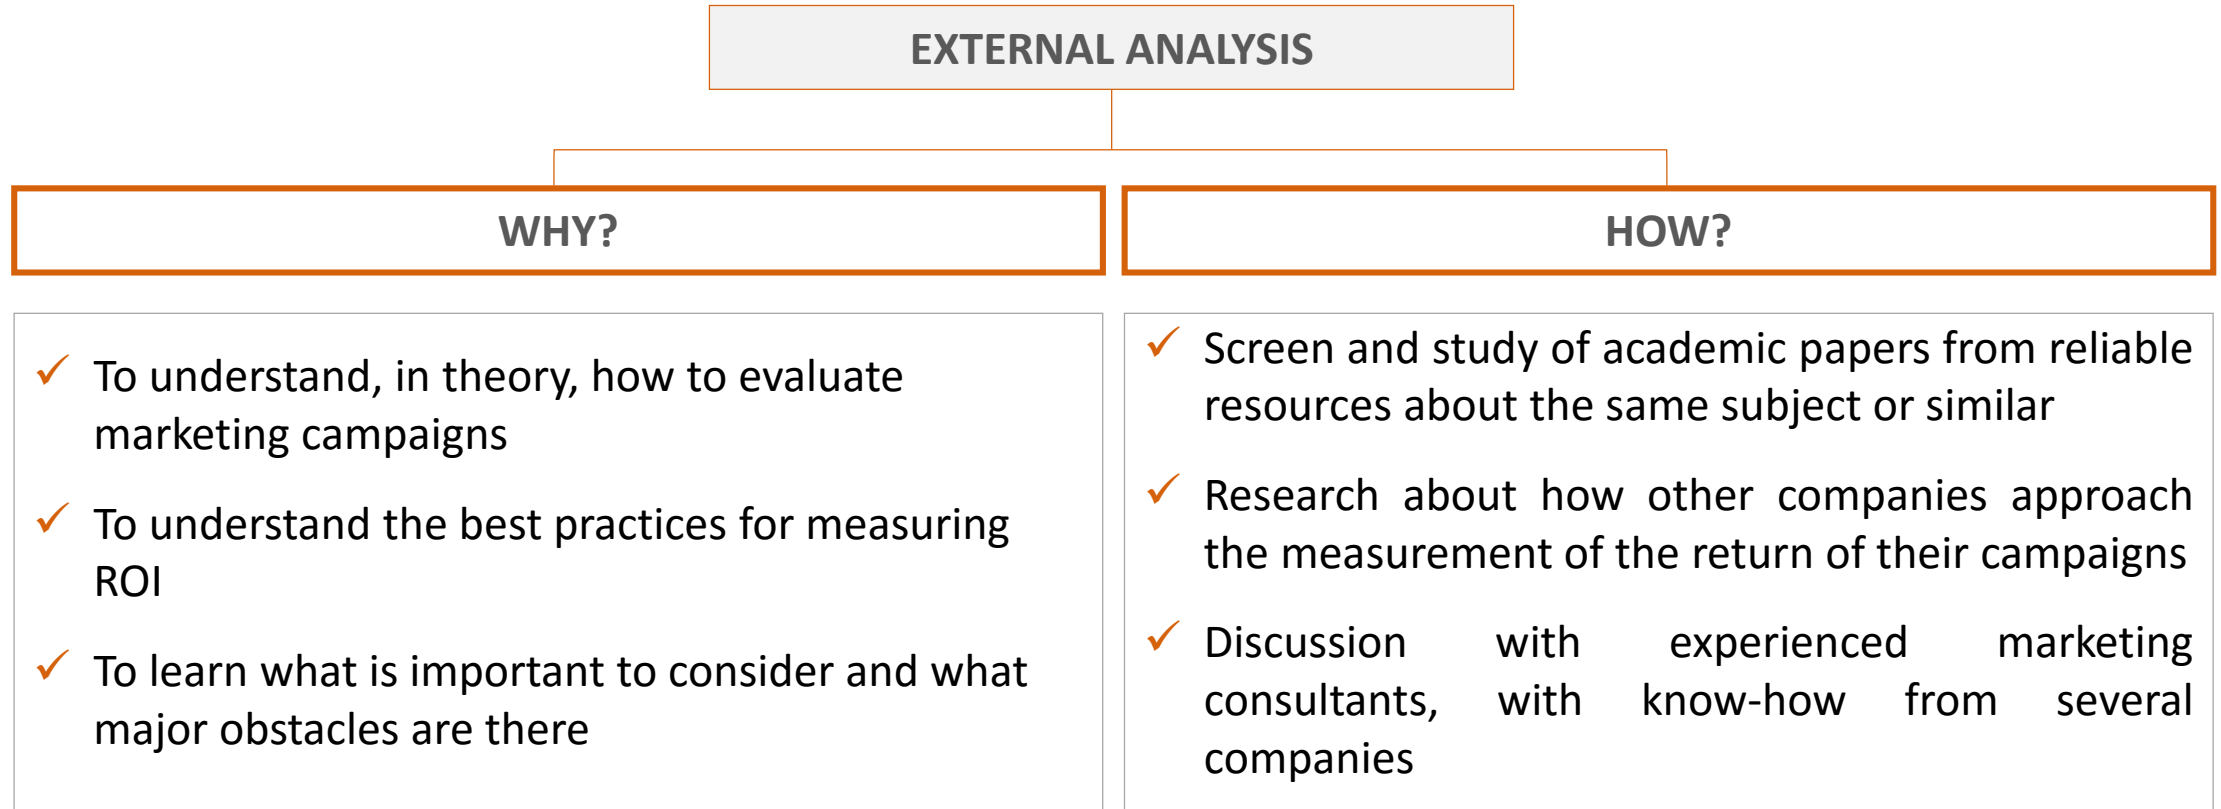 EXTERNAL ANALYSIS
WHY?
To understand, in theory, how to evaluate
marketing campaigns
To understand the best practices for measuring
ROI
To learn what is important to consider and what
major obstacles are there
HOW?
Screen and study of academic papers from reliable
resources about the same subject or similar
Research about how other companies approach
the measurement of the return of their campaigns
Discussion with experienced marketing
consultants, with know-how from several
companies